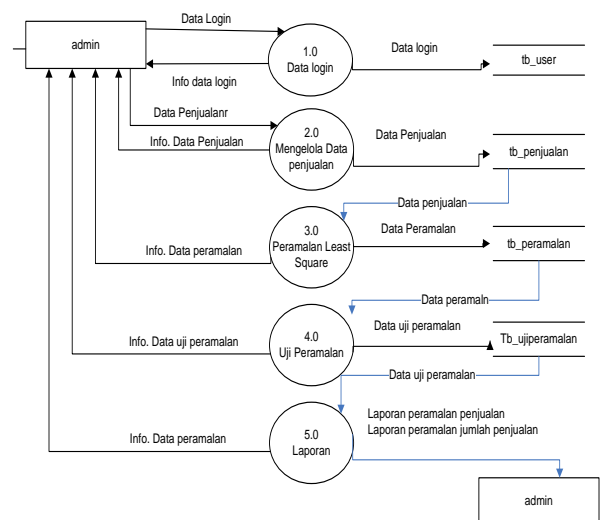 Data Login
admin
1.0
Data login
Data login
tb_user
Info data login
Data Penjualanr
Info. Data Penjualan
2.0
Mengelola Data
penjualan
Data Penjualan
tb_penjualan
Data penjualan
3.0
Peramalan Least
Square
Data Peramalan
tb_peramalan
Info. Data peramalan
Data peramaln
4.0
Uji Peramalan
Data uji peramalan
Tb_ujiperamalan
Info. Data uji peramalan
Data uji peramalan
5.0
Laporan
Laporan peramalan penjualan
Laporan peramalan jumlah penjualan
Info. Data peramalan
admin